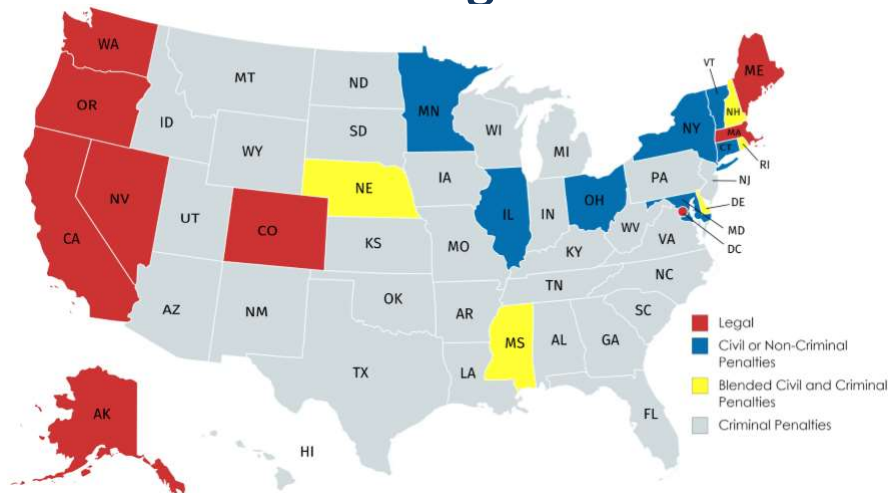 WA
MT
ND
MN
VT
ME
OR
ID
SD
WI
NY
NH
MA
CT
WY
MI
RI
NV
NE
IA
PA
NJ
CA
UT
CO
IL
IN
OH
DE
MD
DC
KS
MO
WV
VA
KY
AZ
NM
OK
AR
TN
NC
SC
MS
AL
GA
LA
TX
FL
AK
HI
Legal
Civil or Non-Criminal
Penalties
Blended Civil and Criminal
Penalties
Criminal Penalties